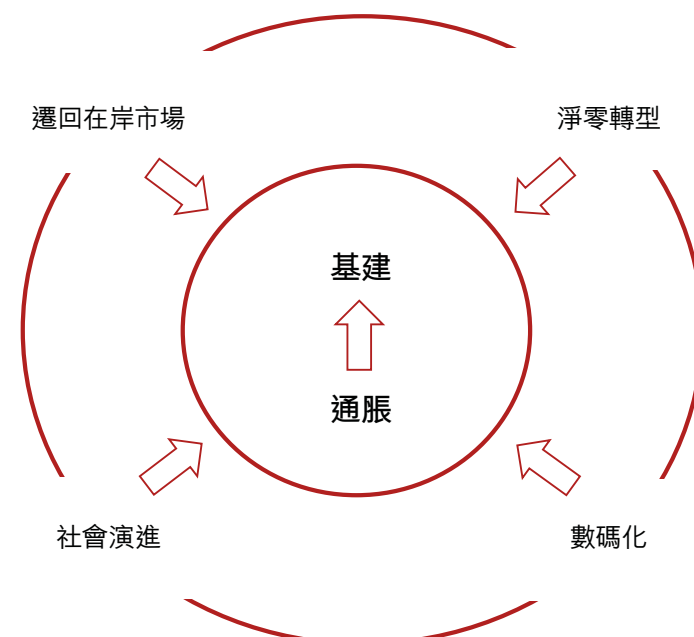 遷回在岸市場
淨零轉型
基建
通脹
社會演進
數碼化